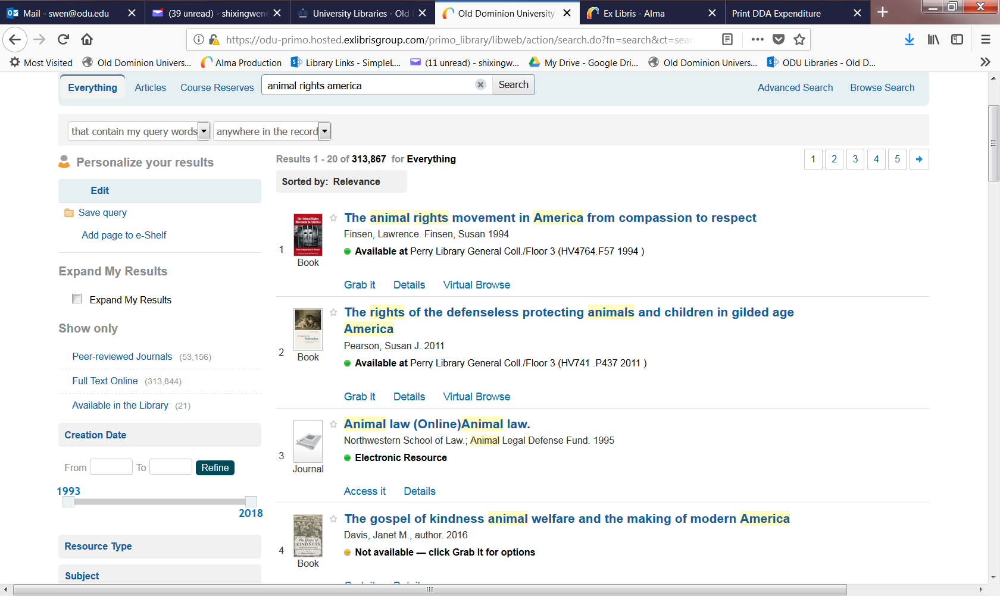 Mail - swen@odu.edu
(39 unread) - shixingwen
University Libraries - Old
Old Dominion University
Ex Libris - Alma
Print DDA Expenditure
https://odu-primo.hosted.exlibrisgroup.com/primo_library/libweb/action/search.do?fn=search&ct=sear
Most Visited
Old Dominion Univers...
Alma Production
Library Links - SimpleL...
(11 unread) - shixingw...
My Drive - Google Dri...
Old Dominion Univers...
ODU Libraries - Old D...
Everything
Articles
Course Reserves
animal rights america
Search
Advanced Search
Browse Search
that contain my query words
anywhere in the record
Personalize your results
Edit
Save query
Add page to e-Shelf
Expand My Results
Expand My Results
Show only
Peer-reviewed Journals (53,156)
Full Text Online (313,844)
Available in the Library (21)
Creation Date
From
To
Refine
1993
2018
Resource Type
Subject
Results 1 - 20 of 313,867 for Everything
1
2
3
4
5
Sorted by: Relevance
1
Book
The animal rights movement in America from compassion to respect
Finsen, Lawrence. Finsen, Susan 1994
Available at Perry Library General Coll./Floor 3 (HV4764.F57 1994 )
Grab it
Details
Virtual Browse
2
Book
The rights of the defenseless protecting animals and children in gilded age
America
Pearson, Susan J. 2011
Available at Perry Library General Coll./Floor 3 (HV741 .P437 2011 )
Grab it
Details
Virtual Browse
3
Journal
Animal law (Online)Animal law.
Northwestern School of Law.; Animal Legal Defense Fund. 1995
Electronic Resource
Access it
Details
4
The Gospel of
KINDNESS
Book
The gospel of kindness animal welfare and the making of modern America
Davis, Janet M., author. 2016
Not available — click Grab It for options